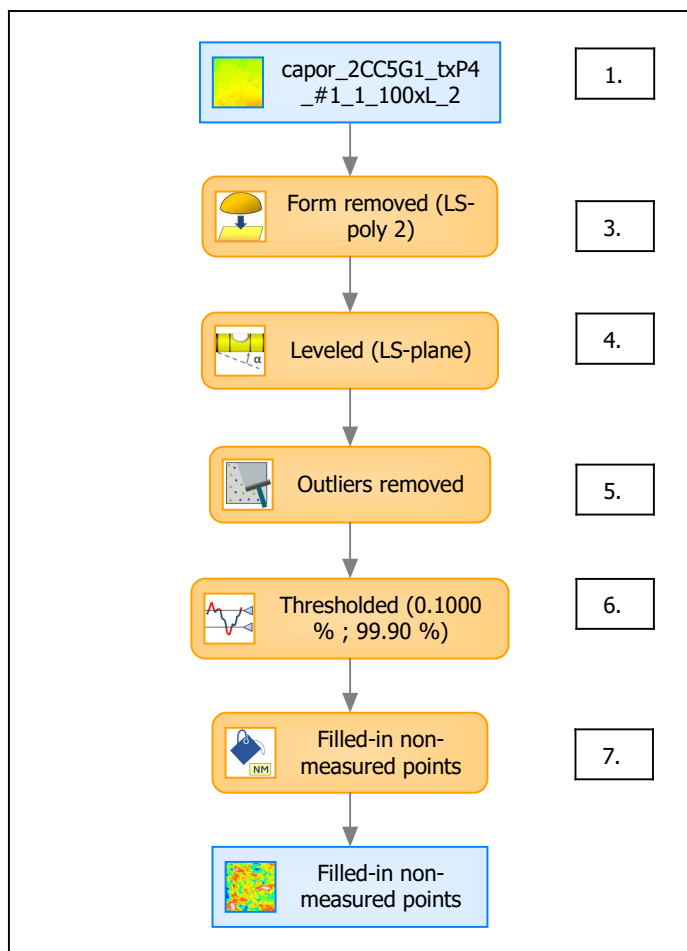 capor_2CC5G1_txP4
_#1_1_100xL_2
1.
Form removed (LS-
poly 2)
3.
Leveled (LS-plane)
α
4.
Outliers removed
5.
Thresholded (0.1000
% ; 99.90 %)
6.
Filled-in non-
measured points
NM
7.
Filled-in non-
measured points